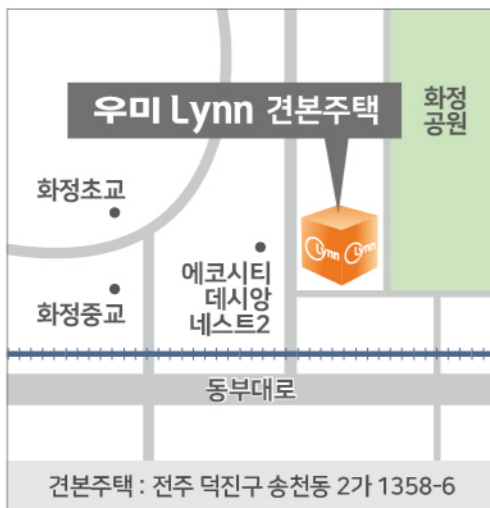 우미 Lynn 견본주택
화정
공원
화정초교
Lynn Lynn
에코시티
데시앙
네스트2
화정중교
동부대로
견본주택 : 전주 덕진구 송천동 2가 1358-6